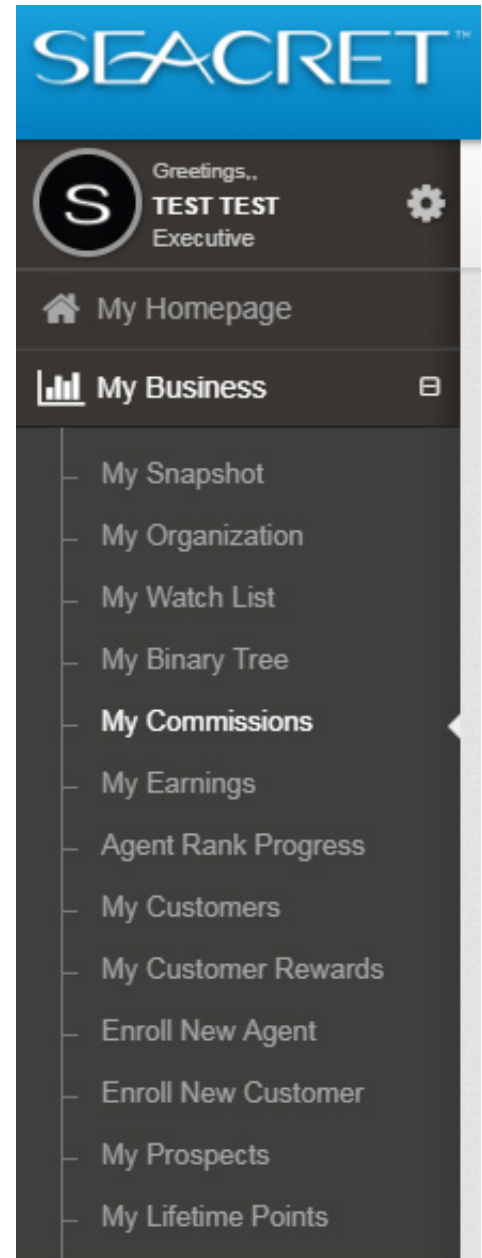 SEACRET™
Greetings,,
S
TEST TEST
Executive
My Homepage
My Business
My Snapshot
My Organization
My Watch List
My Binary Tree
My Commissions
My Earnings
Agent Rank Progress
My Customers
My Customer Rewards
Enroll New Agent
Enroll New Customer
My Prospects
My Lifetime Points